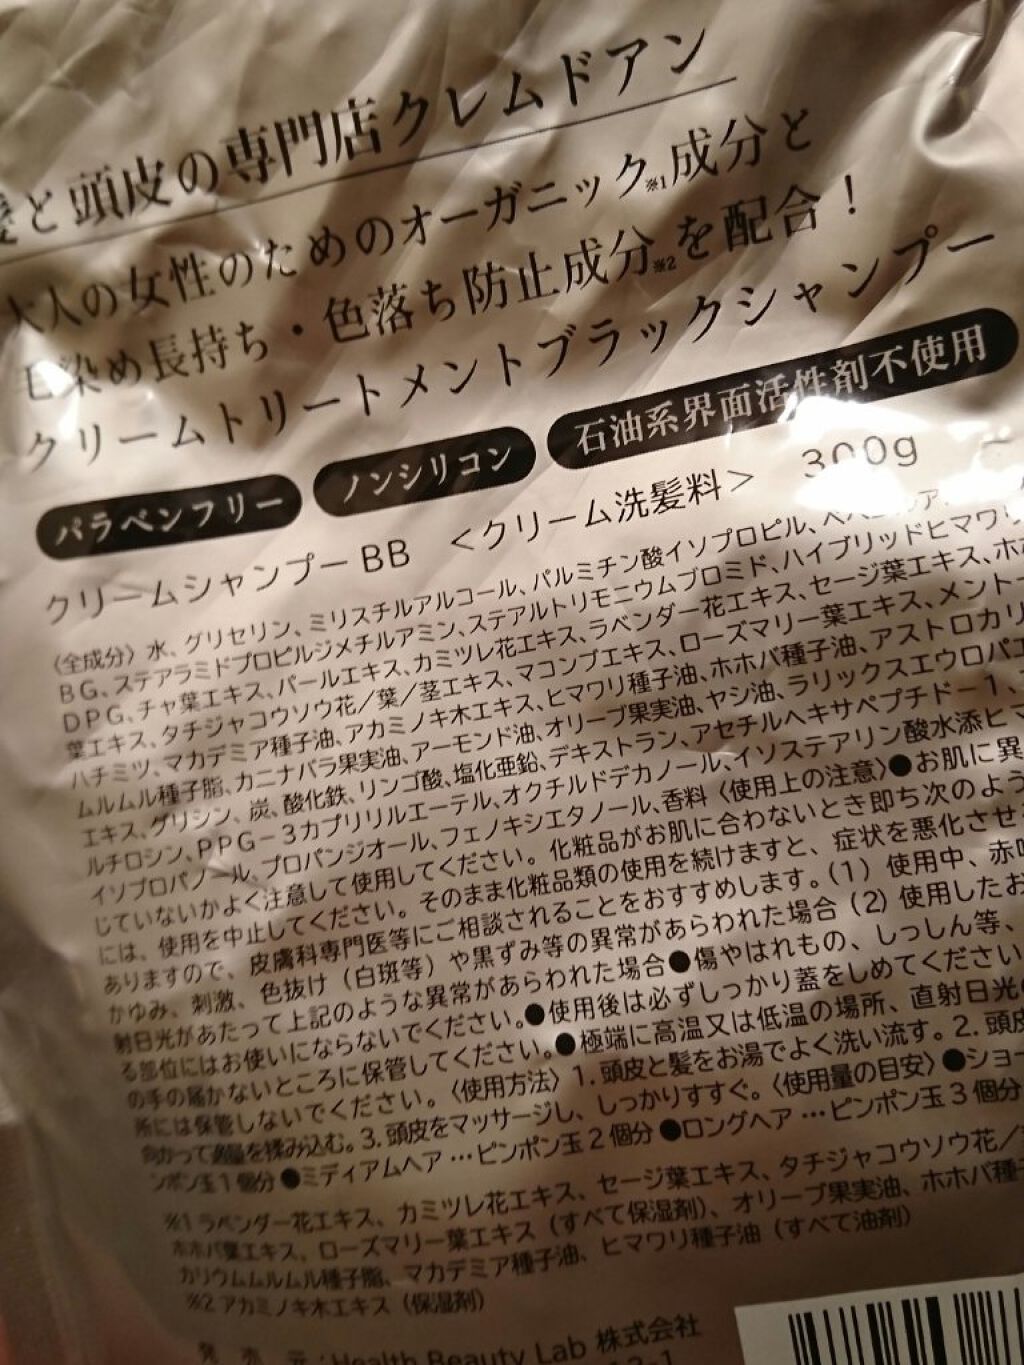 と頭皮の専門店クレムドアン
大人の女性のためのオーガニック※1成分と
毛染め長持ち・色落ち防止成分※2を配合！
クリームトリートメントブラックシャンプー
パラベンフリー ノンシリコン 石油系界面活性剤不使用
クリームシャンプーBB <クリーム洗髪料> 300g
〈全成分〉水、グリセリン、ミリスチルアルコール、パルミチン酸イソプロピル、
BG、ステアラミドプロピルジメチルアミン、ステアルトリモニウムブロミド、ハイブリッドヒマワリ
DPG、チャ葉エキス、パールエキス、カミツレ花エキス、ラベンダー花エキス、セージ葉エキス、ホホ
葉エキス、タチジャコウソウ花／葉／茎エキス、マコンブエキス、ローズマリー葉エキス、メントー
ハチミツ、マカデミア種子油、アカミノキ木エキス、ヒマワリ種子油、ホホバ種子油、アストロカリ
ムルムル種子脂、カニナバラ果実油、アーモンド油、オリーブ果実油、ヤシ油、ラリックスエウロパエ
エキス、グリシン、炭、酸化鉄、リンゴ酸、塩化亜鉛、デキストラン、アセチルヘキサペプチド－1、
ルチロシン、PPG－3カプリリルエーテル、オクチルドデカノール、イソステアリン酸水添ヒマ
イソプロパノール、プロパンジオール、フェノキシエタノール、香料〈使用上の注意〉●お肌に異
じていないかよく注意して使用してください。化粧品がお肌に合わないとき即ち次のよう
には、使用を中止してください。そのまま化粧品類の使用を続けますと、症状を悪化させ
ありますので、皮膚科専門医等にご相談されることをおすすめします。（1）使用中、赤
かゆみ、刺激、色抜け（白斑等）や黒ずみ等の異常があらわれた場合（2）使用したお
射日光があたって上記のような異常があらわれた場合●傷やはれもの、しっしん等、
る部位にはお使いにならないでください。●使用後は必ずしっかり蓋をしめてください
の手の届かないところに保管してください。●極端に高温又は低温の場所、直射日光
所には保管しないでください。〈使用方法〉1.頭皮と髪をお湯でよく洗い流す。2.頭皮
向かって適量を揉み込む。3.頭皮をマッサージし、しっかりすすぐ。〈使用量の目安〉●ショー
ンポン玉1個分●ミディアムヘア…ピンポン玉2個分●ロングヘア…ピンポン玉3個分
※1ラベンダー花エキス、カミツレ花エキス、セージ葉エキス、タチジャコウソウ花／
ホホバ葉エキス、ローズマリー葉エキス（すべて保湿剤）、オリーブ果実油、ホホバ種
カリウムムルムル種子脂、マカデミア種子油、ヒマワリ種子油（すべて油剤）
※2アカミノキ木エキス（保湿剤）
発売元：Health Beauty Lab 株式会社